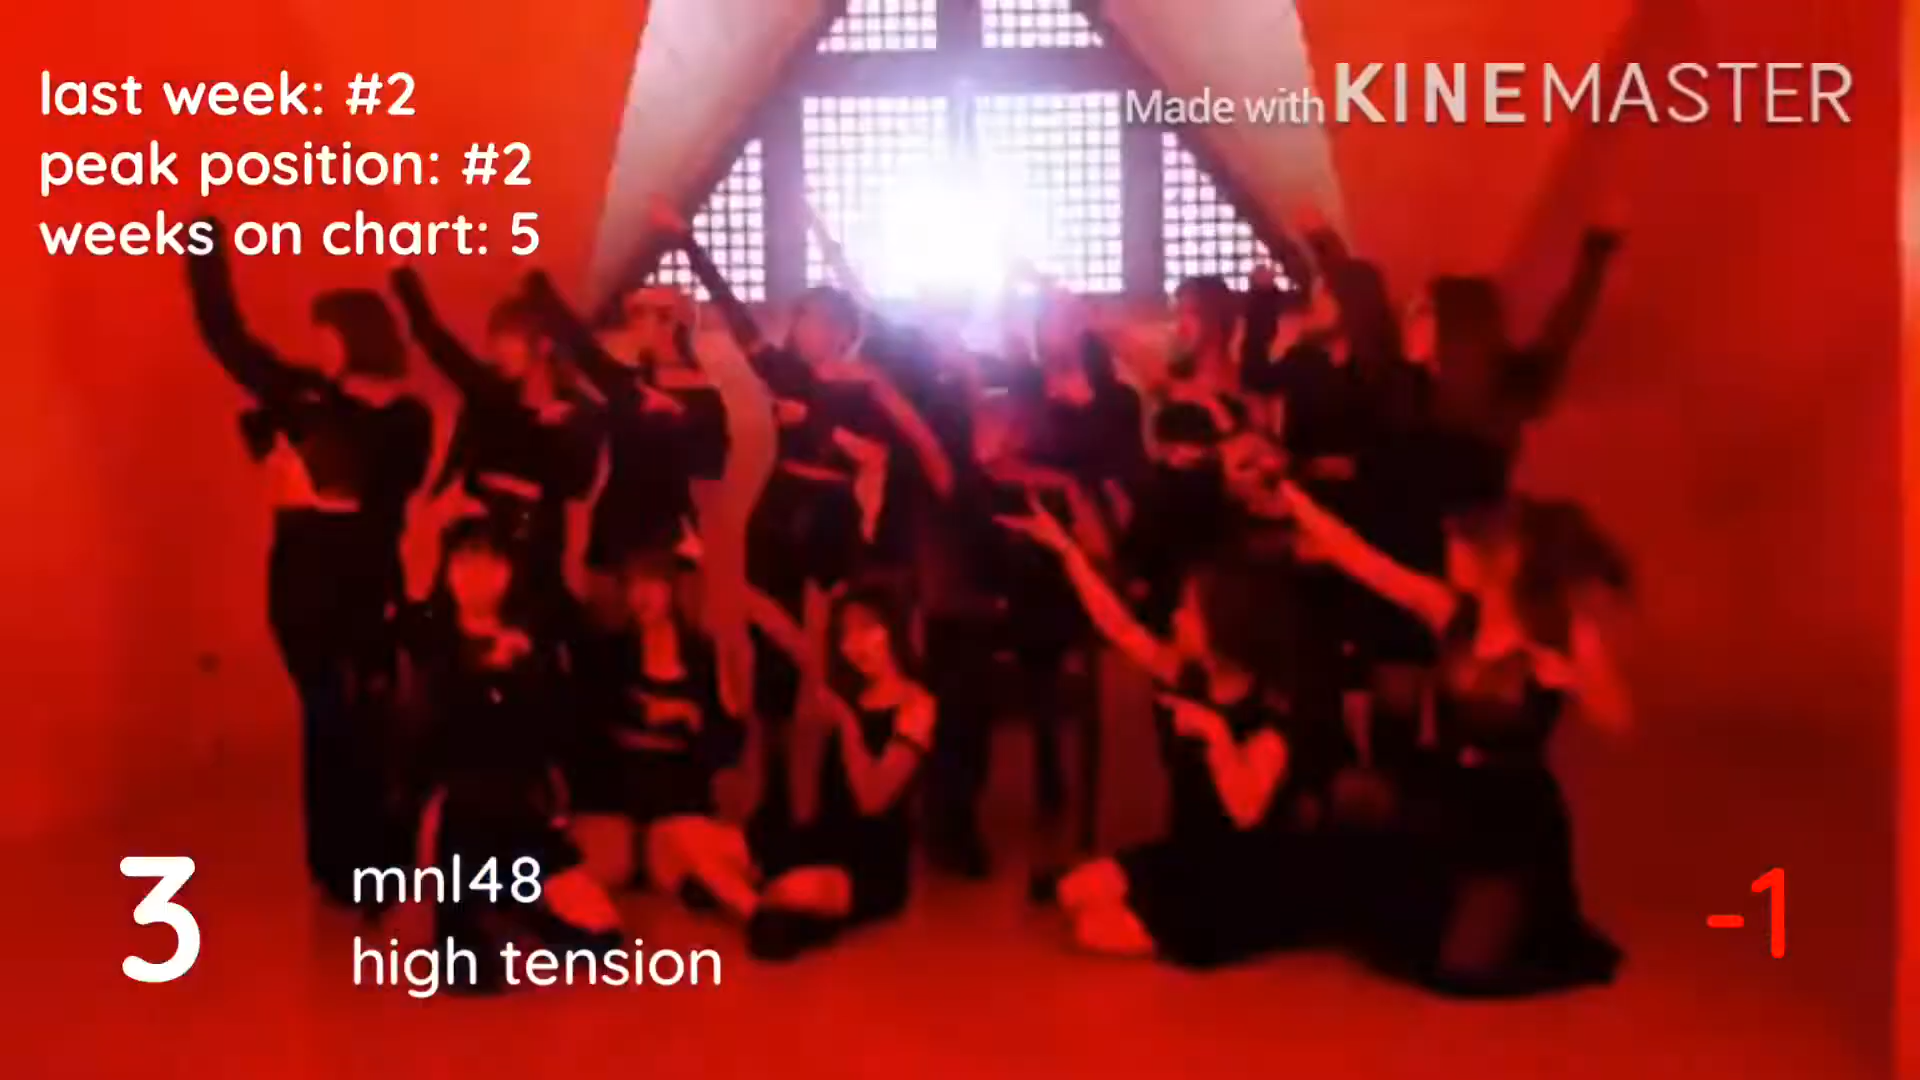 last week: #2
peak position: #2
weeks on chart: 5
Made with KINEMASTER
3
mnl48
high tension
-1